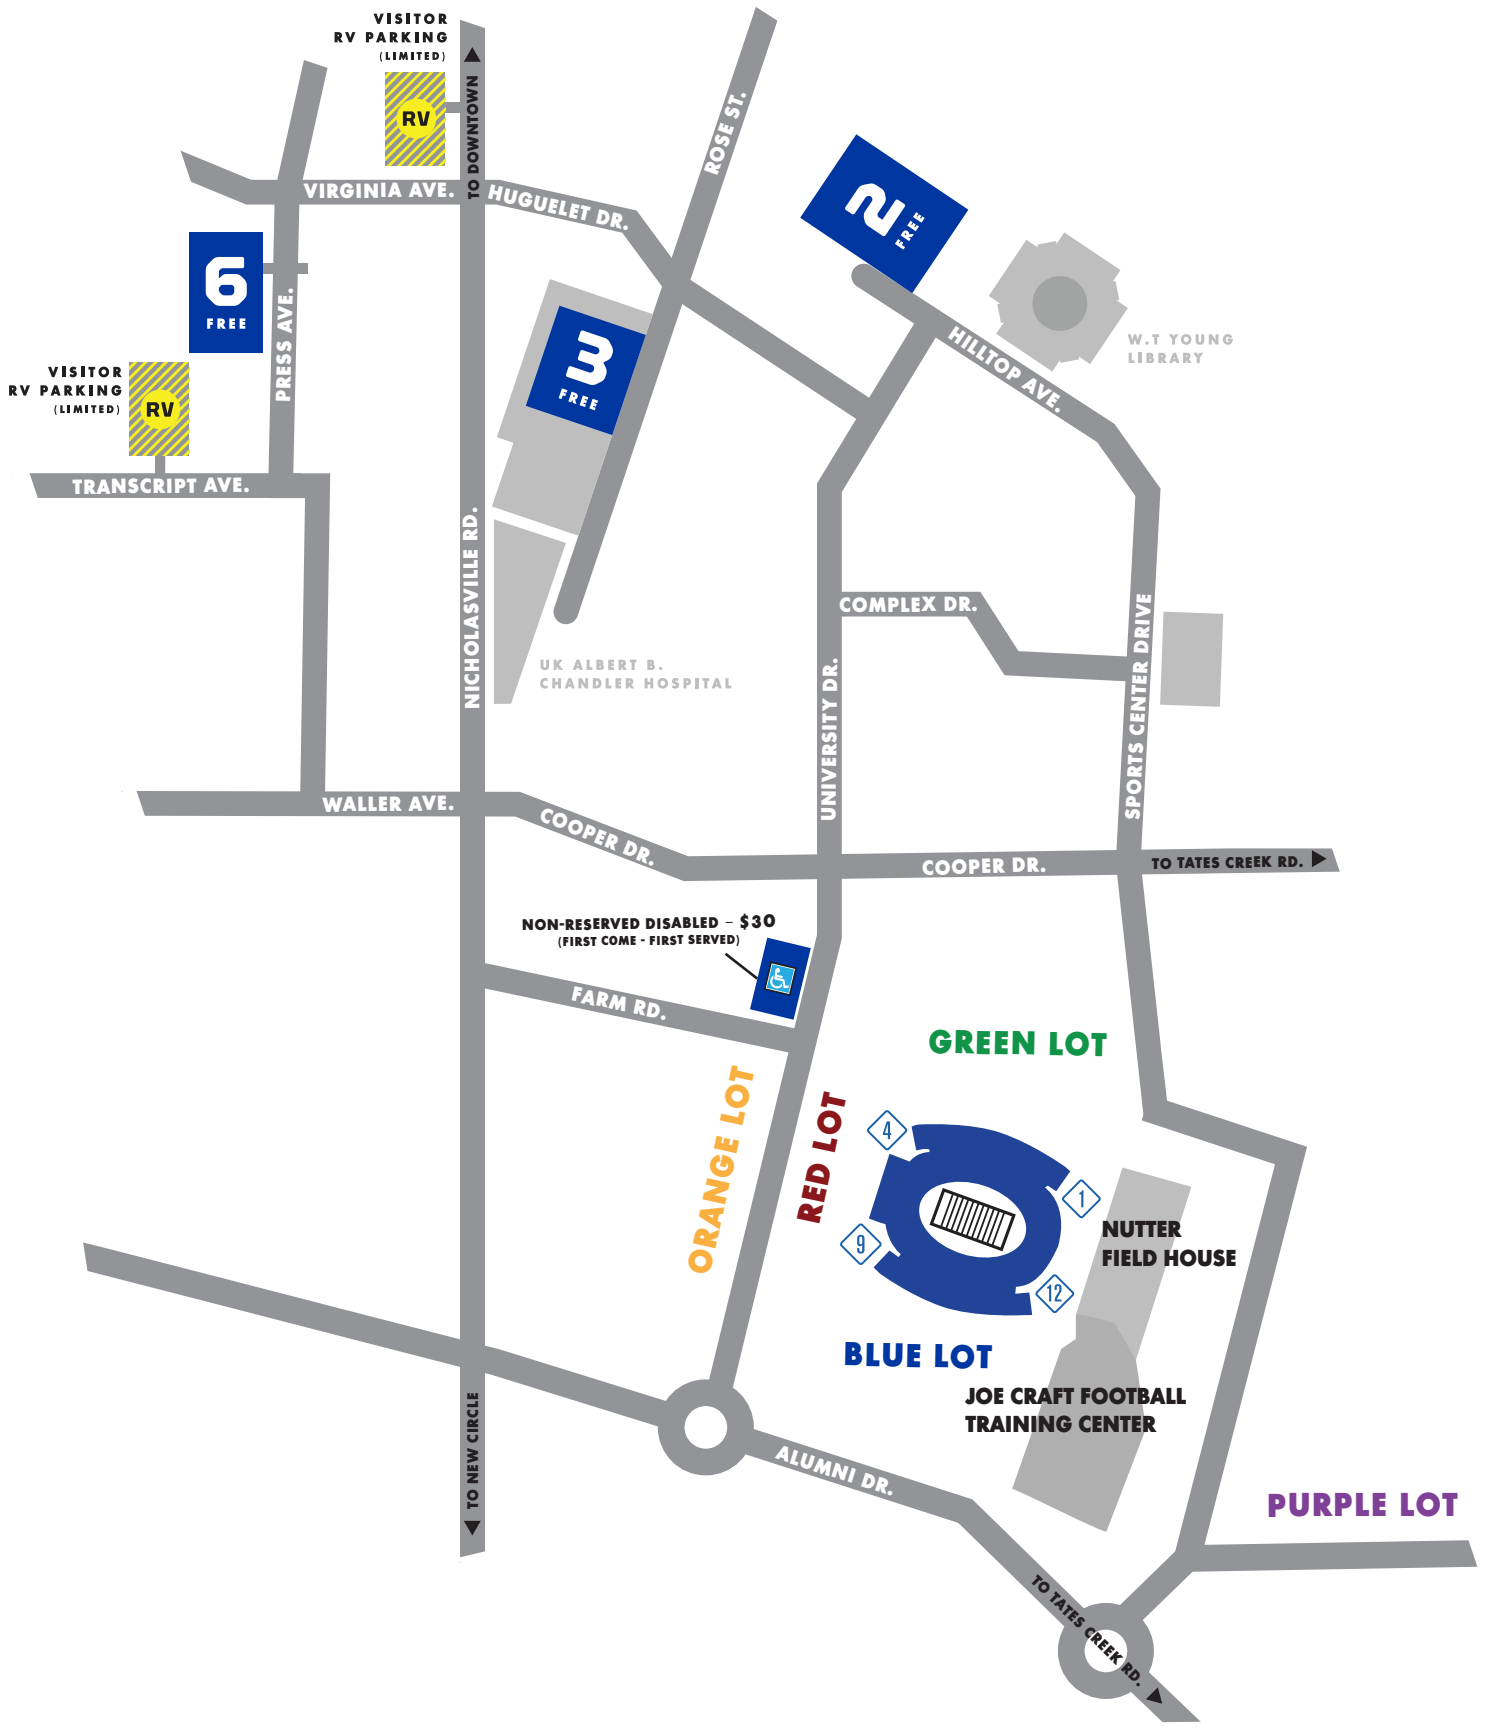 VISITOR
RV PARKING
(LIMITED)
RV
TO DOWNTOWN
ROSE ST.
VIRGINIA AVE.
HUGUELET DR.
2
FREE
6
FREE
PRESS AVE.
3
FREE
HILLTOP AVE.
W.T YOUNG
LIBRARY
VISITOR
RV PARKING
(LIMITED)
RV
TRANSCRIPT AVE.
NICHOLASVILLE RD.
COMPLEX DR.
UK ALBERT B.
CHANDLER HOSPITAL
UNIVERSITY DR.
SPORTS CENTER DRIVE
WALLER AVE.
COOPER DR.
COOPER DR.
TO TATES CREEK RD.
NON-RESERVED DISABLED – $30
(FIRST COME - FIRST SERVED)
FARM RD.
GREEN LOT
ORANGE LOT
RED LOT
4
1
9
12
NUTTER
FIELD HOUSE
BLUE LOT
JOE CRAFT FOOTBALL
TRAINING CENTER
TO NEW CIRCLE
ALUMNI DR.
PURPLE LOT
TO TATES CREEK RD.